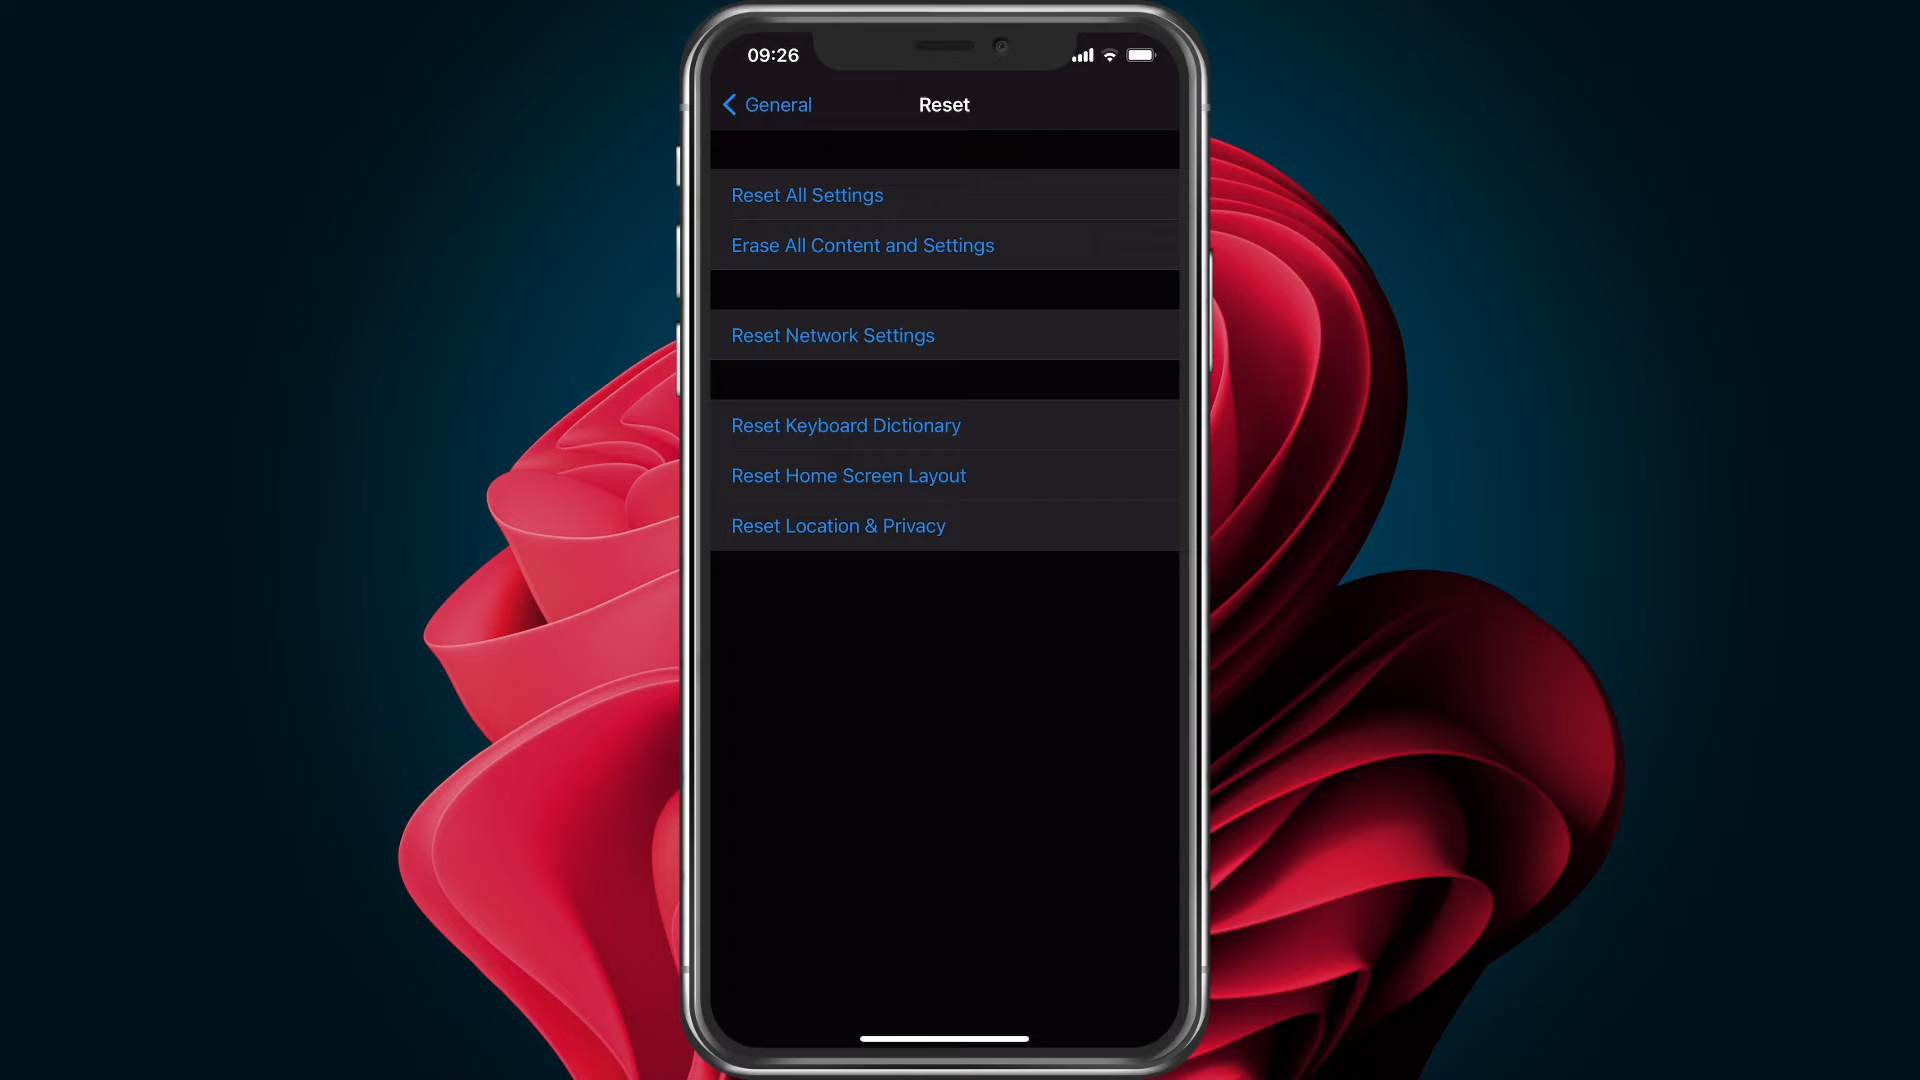 09:26
General
Reset
Reset All Settings
Erase All Content and Settings
Reset Network Settings
Reset Keyboard Dictionary
Reset Home Screen Layout
Reset Location & Privacy